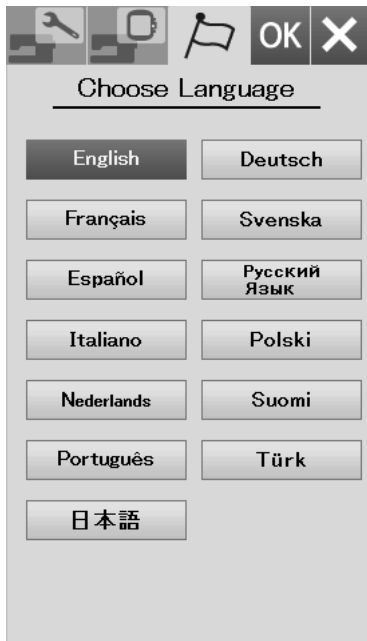 OK
Choose Language
English
Deutsch
Français
Svenska
Español
Русский
Язык
Italiano
Polski
Nederlands
Suomi
Português
Türk
日本語